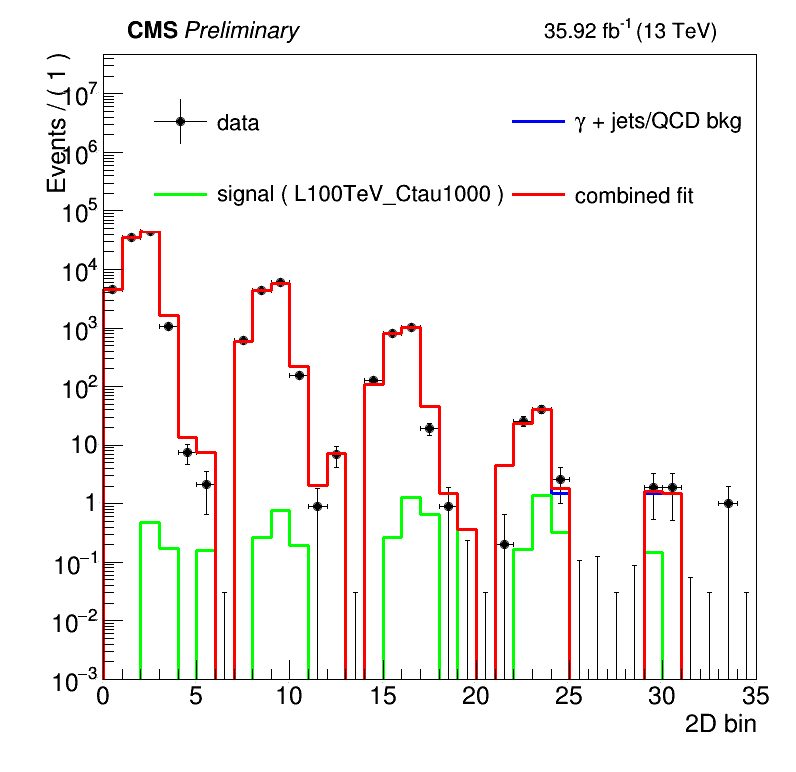 CMS Preliminary 35.92 fb⁻¹ (13 TeV)
Events / ( 1 )
data
γ + jets/QCD bkg
signal ( L100TeV_Ctau1000 )
combined fit
10⁷
10⁶
10⁵
10⁴
10³
10²
10
1
10⁻¹
10⁻²
10⁻³
0 5 10 15 20 25 30 35
2D bin